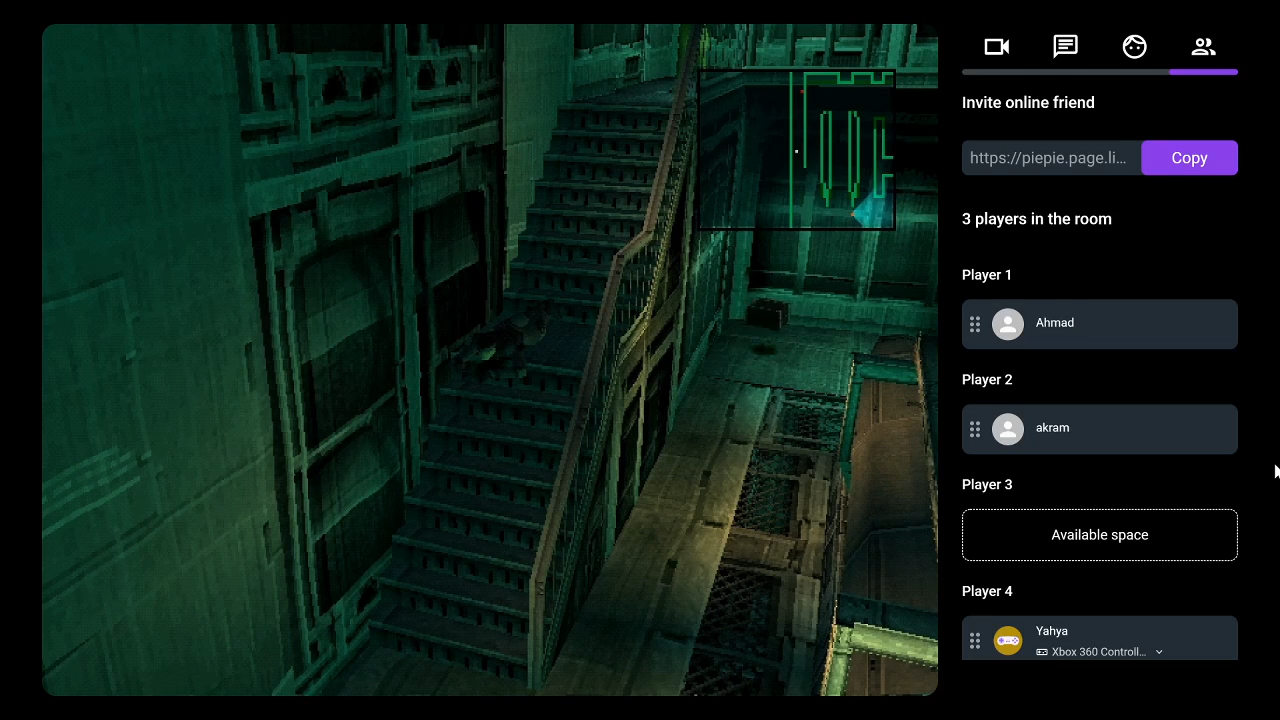 Invite online friend
https://piepie.page.li...
Copy
3 players in the room
Player 1
Ahmad
Player 2
akram
Player 3
Available space
Player 4
Yahya
Xbox 360 Controll...